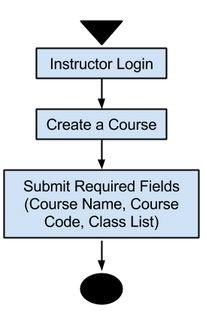 Instructor Login
Create a Course
Submit Required Fields
(Course Name, Course
Code, Class List)